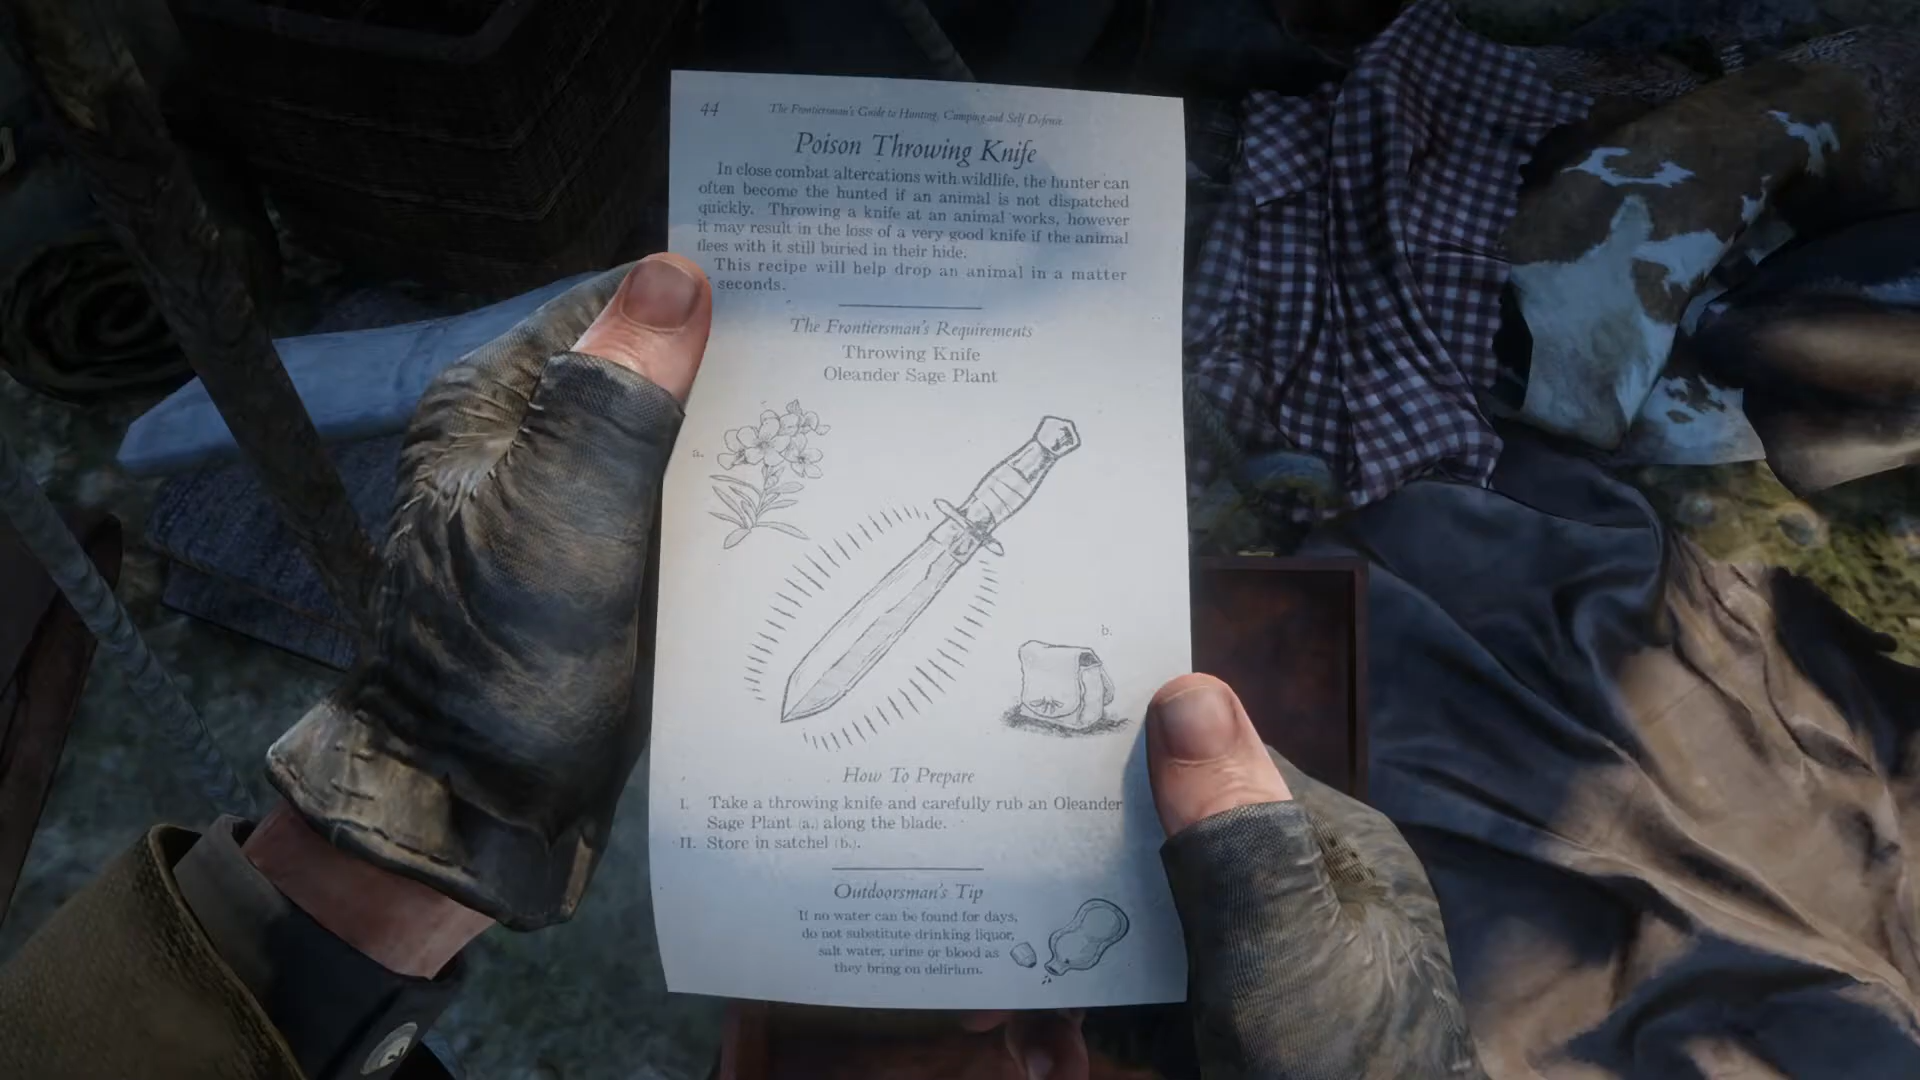 44 The Frontiersman's Guide to Hunting, Camping and Self Defense.
Poison Throwing Knife
In close combat altercations with wildlife, the hunter can
often become the hunted if an animal is not dispatched
quickly. Throwing a knife at an animal works, however
it may result in the loss of a very good knife if the animal
flees with it still buried in their hide.
This recipe will help drop an animal in a matter
seconds.
The Frontiersman's Requirements
Throwing Knife
Oleander Sage Plant
a.
b.
How To Prepare
I. Take a throwing knife and carefully rub an Oleander
Sage Plant (a.) along the blade.
II. Store in satchel (b.).
Outdoorsman's Tip
If no water can be found for days,
do not substitute drinking liquor,
salt water, urine or blood as
they bring on delirium.